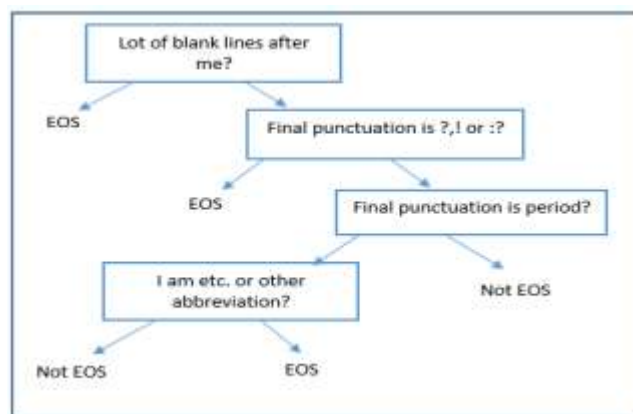 Lot of blank lines after
me?
EOS
Final punctuation is ?,! or :?
EOS
Final punctuation is period?
I am etc. or other
abbreviation?
Not EOS
Not EOS
EOS